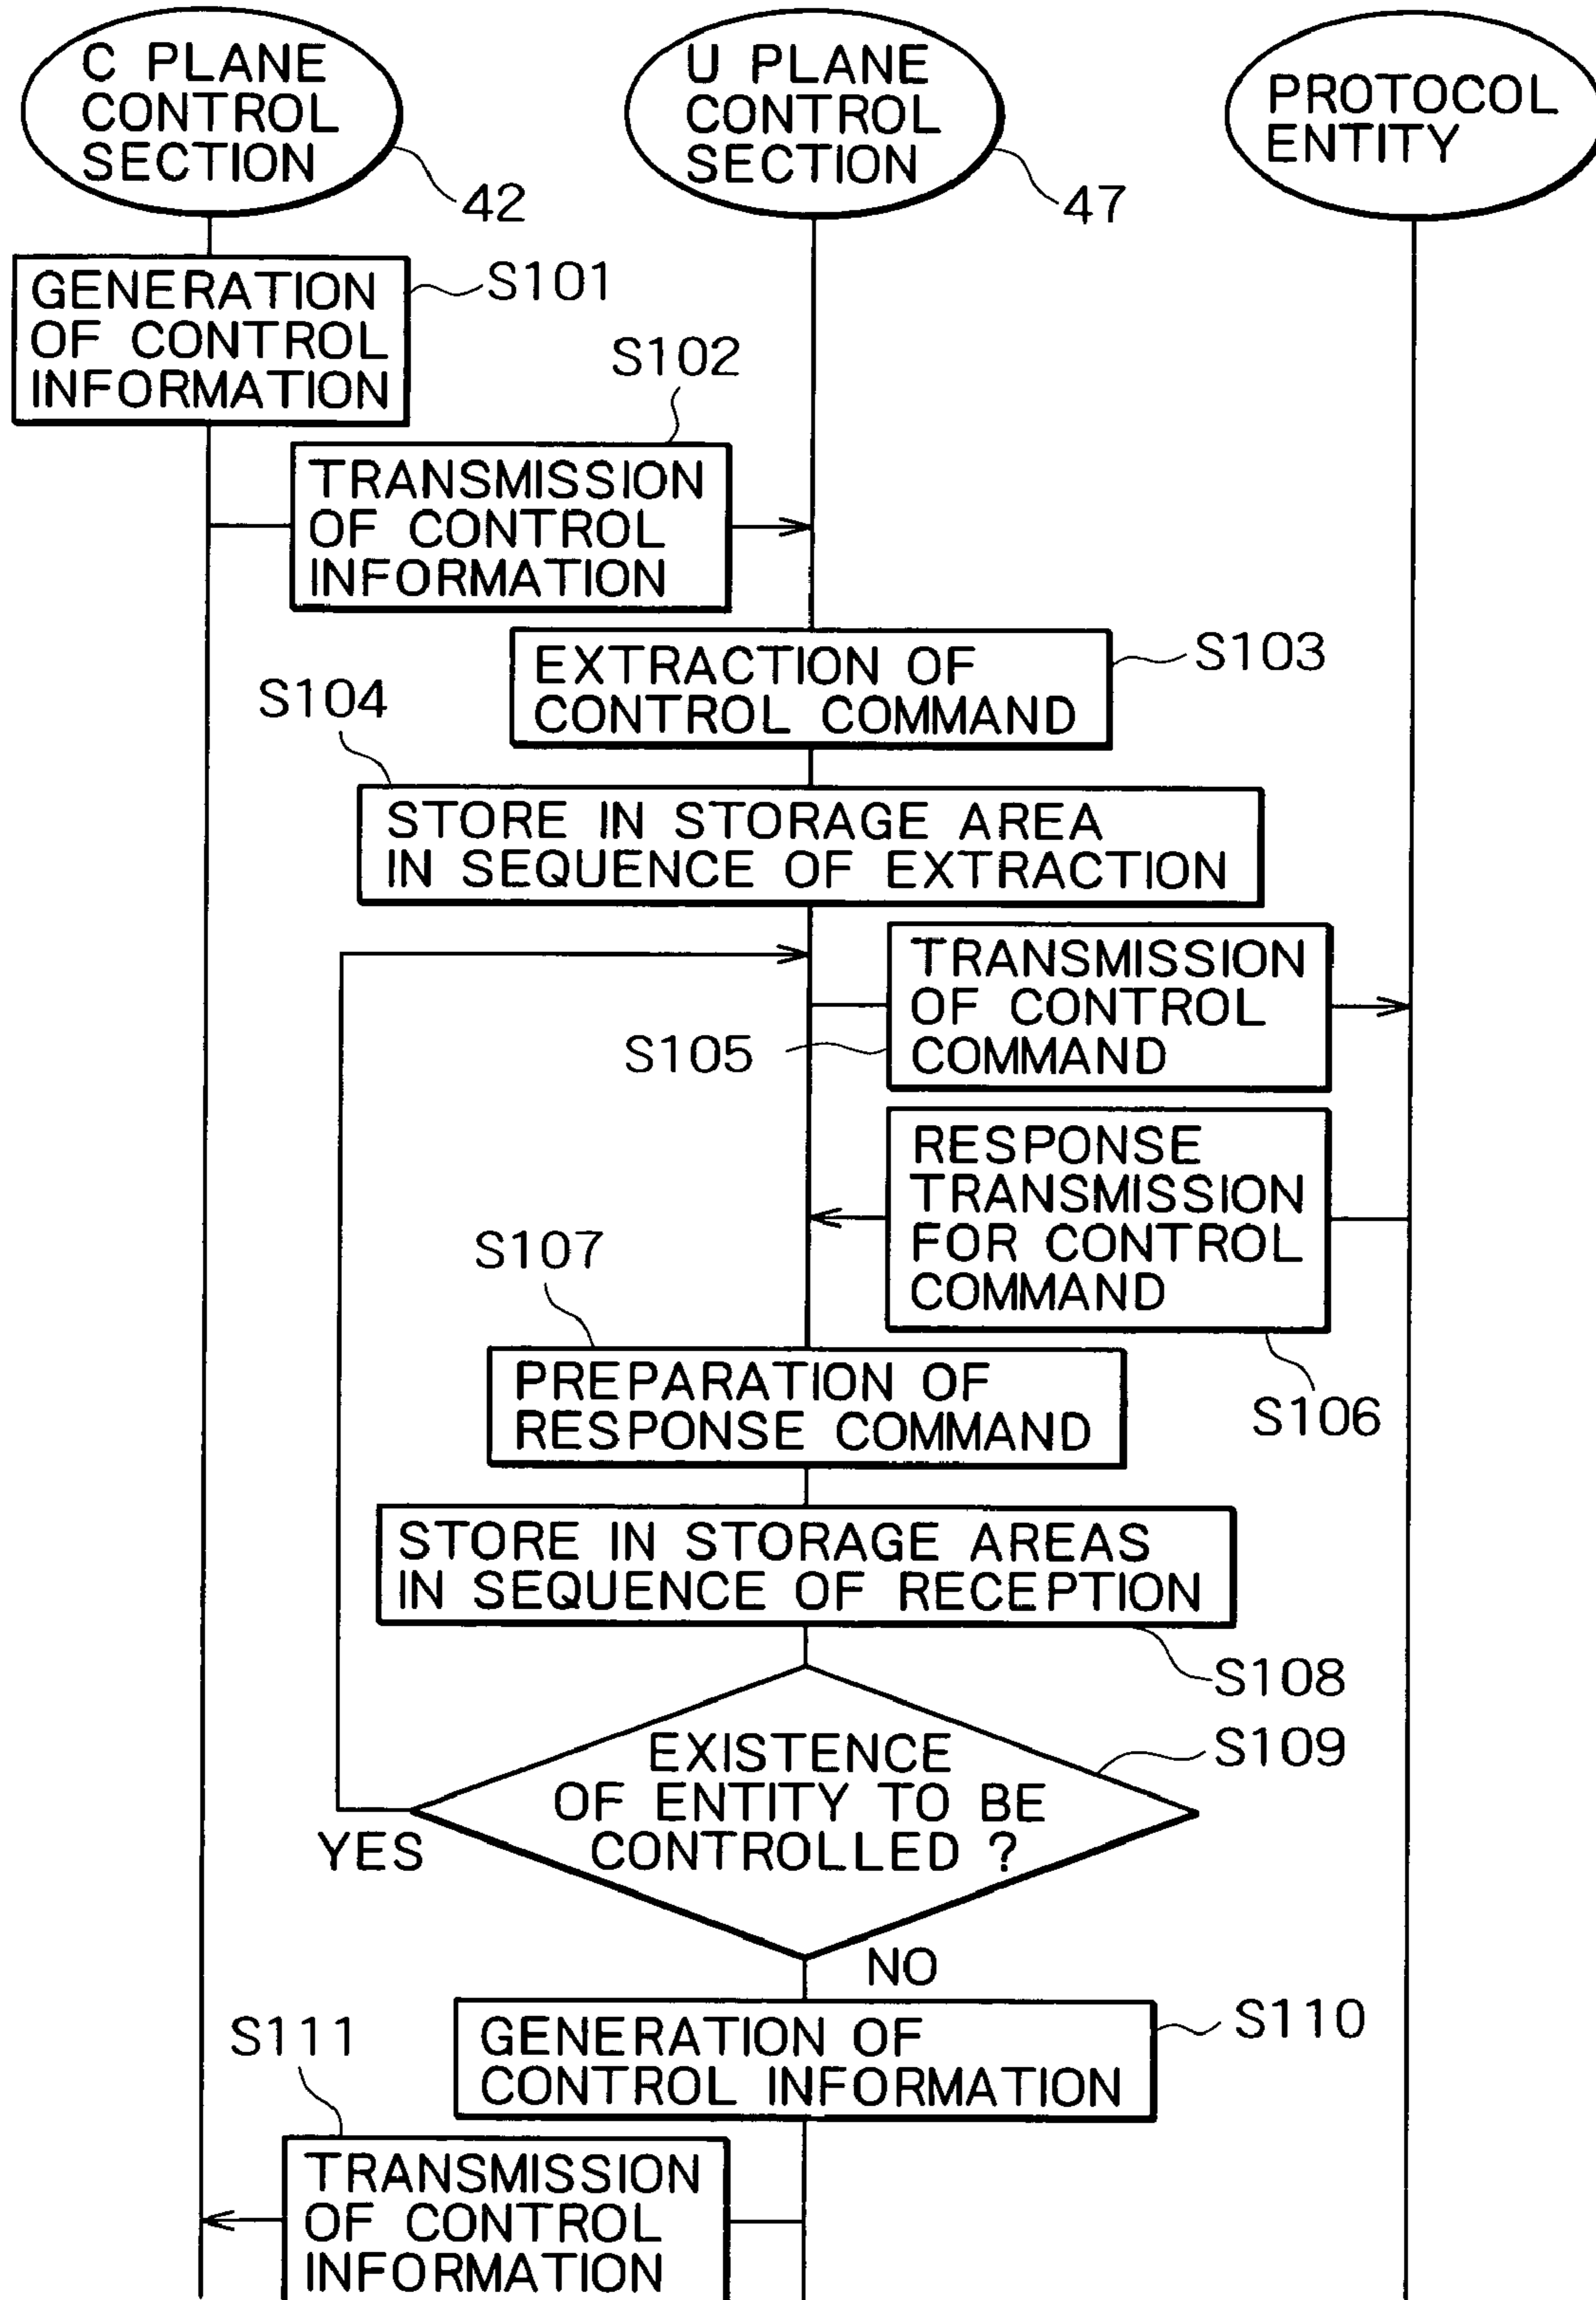 C PLANE
CONTROL
SECTION
42
U PLANE
CONTROL
SECTION
47
PROTOCOL
ENTITY
GENERATION
OF CONTROL
INFORMATION
S101
S102
TRANSMISSION
OF CONTROL
INFORMATION
EXTRACTION OF
CONTROL COMMAND
S103
S104
STORE IN STORAGE AREA
IN SEQUENCE OF EXTRACTION
TRANSMISSION
OF CONTROL
COMMAND
S105
RESPONSE
TRANSMISSION
FOR CONTROL
COMMAND
S106
S107
PREPARATION OF
RESPONSE COMMAND
STORE IN STORAGE AREAS
IN SEQUENCE OF RECEPTION
S108
EXISTENCE
OF ENTITY TO BE
CONTROLLED ?
S109
YES
NO
GENERATION OF
CONTROL INFORMATION
S110
S111
TRANSMISSION
OF CONTROL
INFORMATION